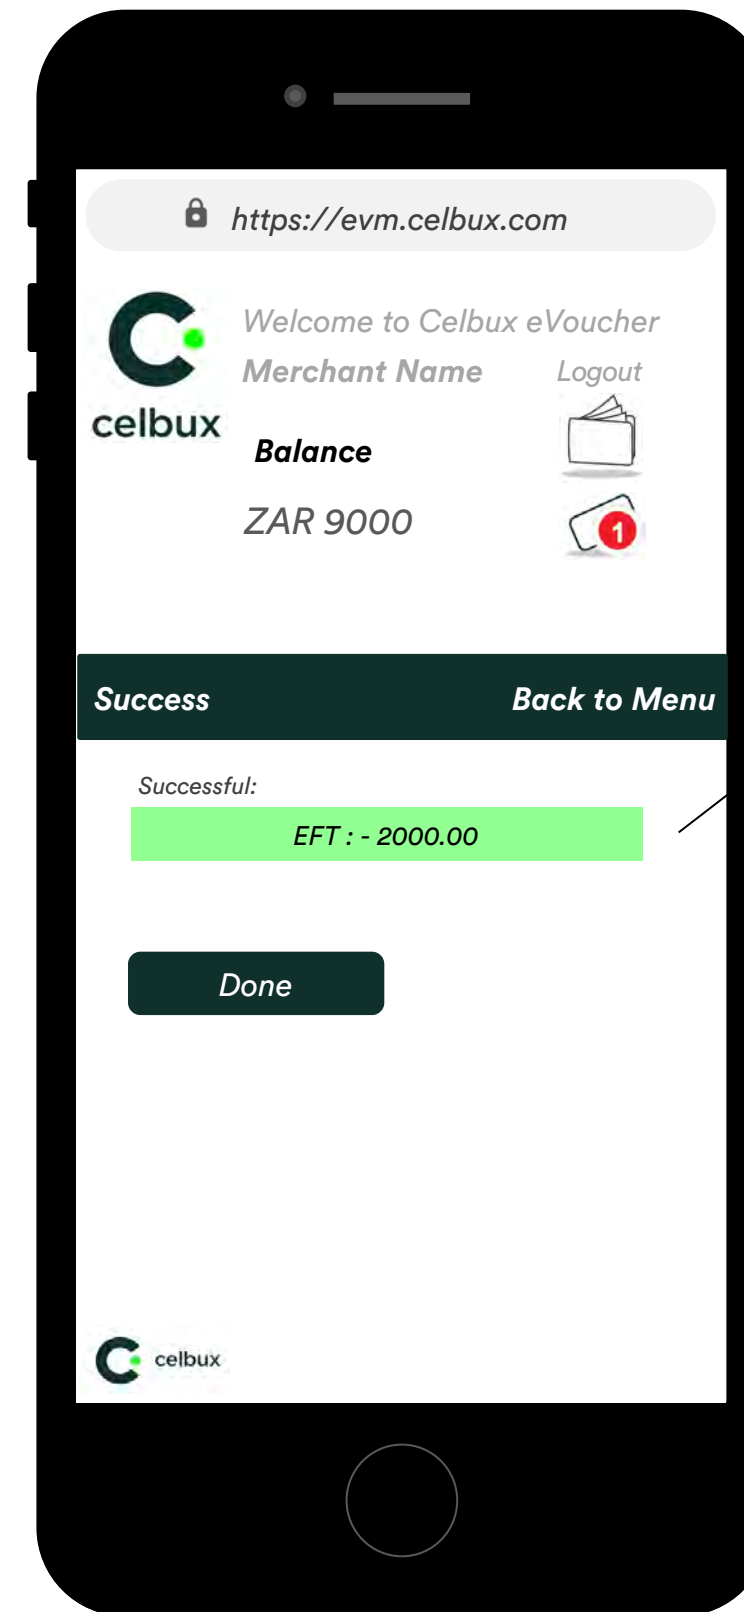 https://evm.celbux.com
Welcome to Celbux eVoucher
Merchant Name Logout
celbux
Balance
ZAR 9000
1
Success Back to Menu
Successful:
EFT : - 2000.00
Done
celbux